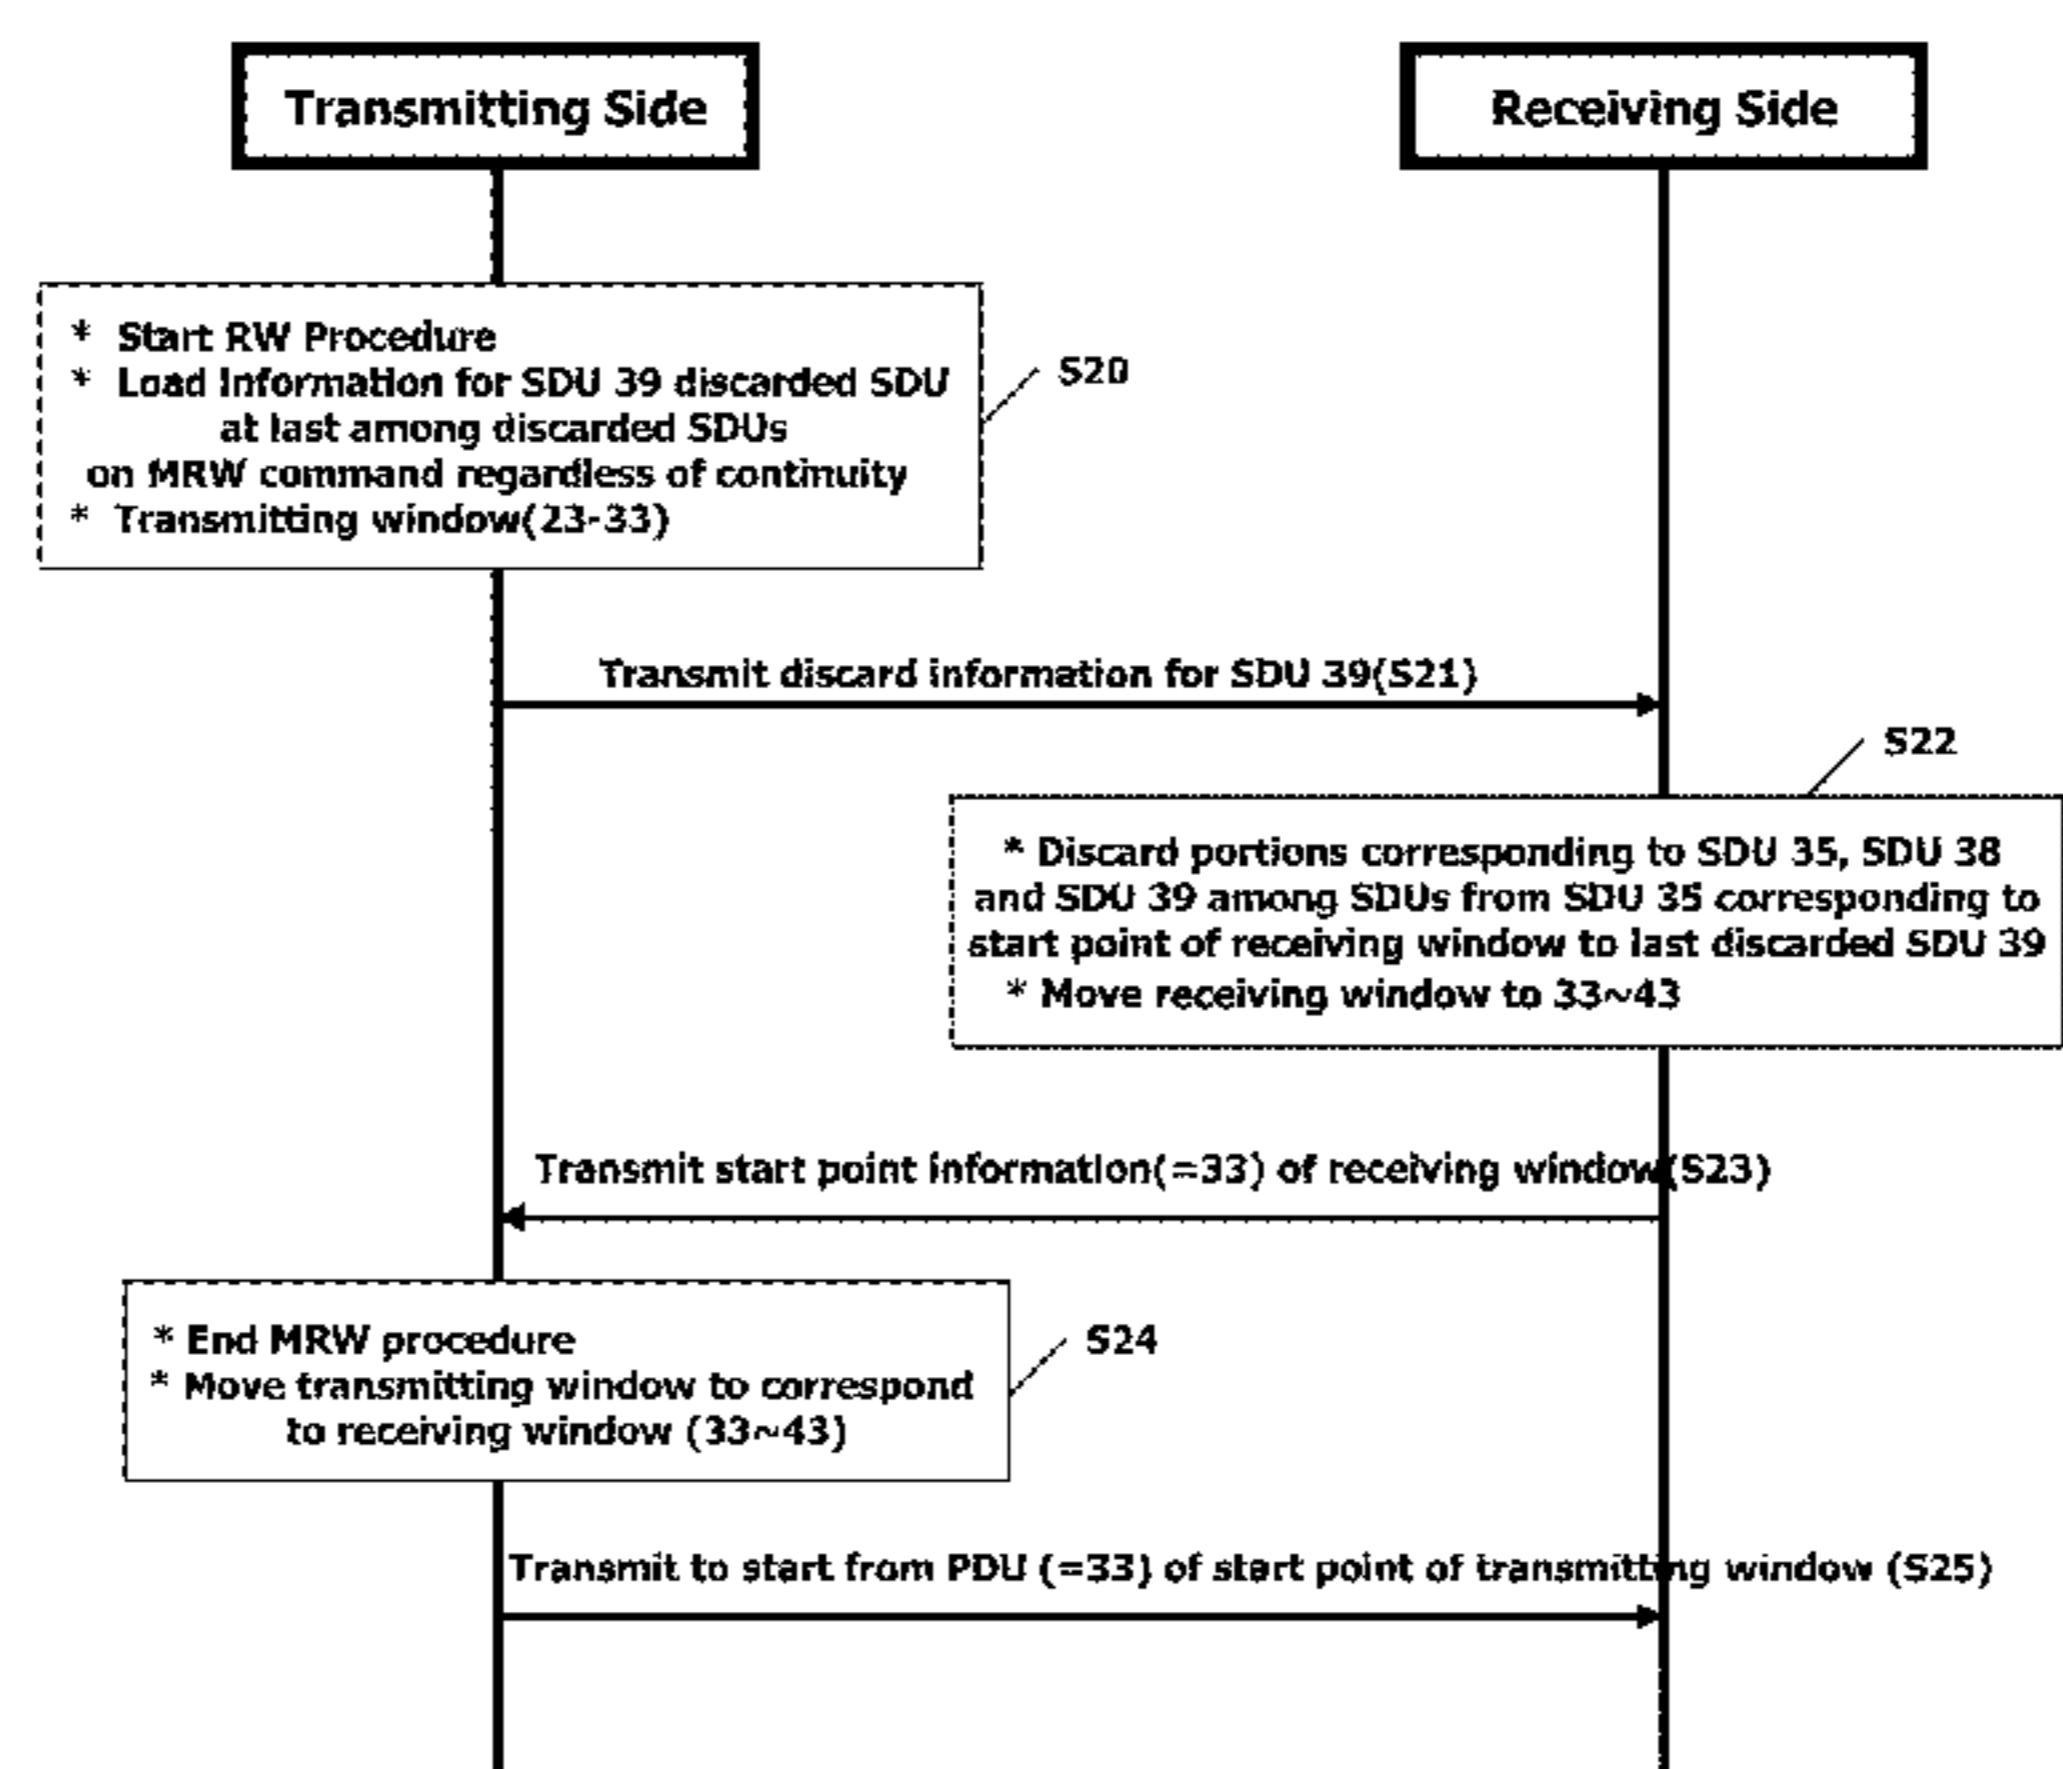 Transmitting Side
Receiving Side
* Start RW Procedure
* Load Information for SDU 39 discarded SDU
at last among discarded SDUs
on MRW command regardless of continuity
* Transmitting window(23-33)
S20
Transmit discard information for SDU 39(S21)
S22
* Discard portions corresponding to SDU 35, SDU 38
and SDU 39 among SDUs from SDU 35 corresponding to
start point of receiving window to last discarded SDU 39
* Move receiving window to 33~43
Transmit start point information(=33) of receiving window(S23)
* End MRW procedure
* Move transmitting window to correspond
to receiving window (33~43)
S24
Transmit to start from PDU (=33) of start point of transmitting window (S25)